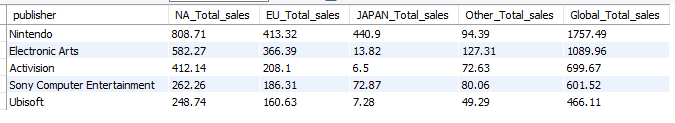 publisher NA_Total_sales EU_Total_sales JAPAN_Total_sales Other_Total_sales Global_Total_sales
Nintendo 808.71 413.32 440.9 94.39 1757.49
Electronic Arts 582.27 366.39 13.82 127.31 1089.96
Activision 412.14 208.1 6.5 72.63 699.67
Sony Computer Entertainment 262.26 186.31 72.87 80.06 601.52
Ubisoft 248.74 160.63 7.28 49.29 466.11